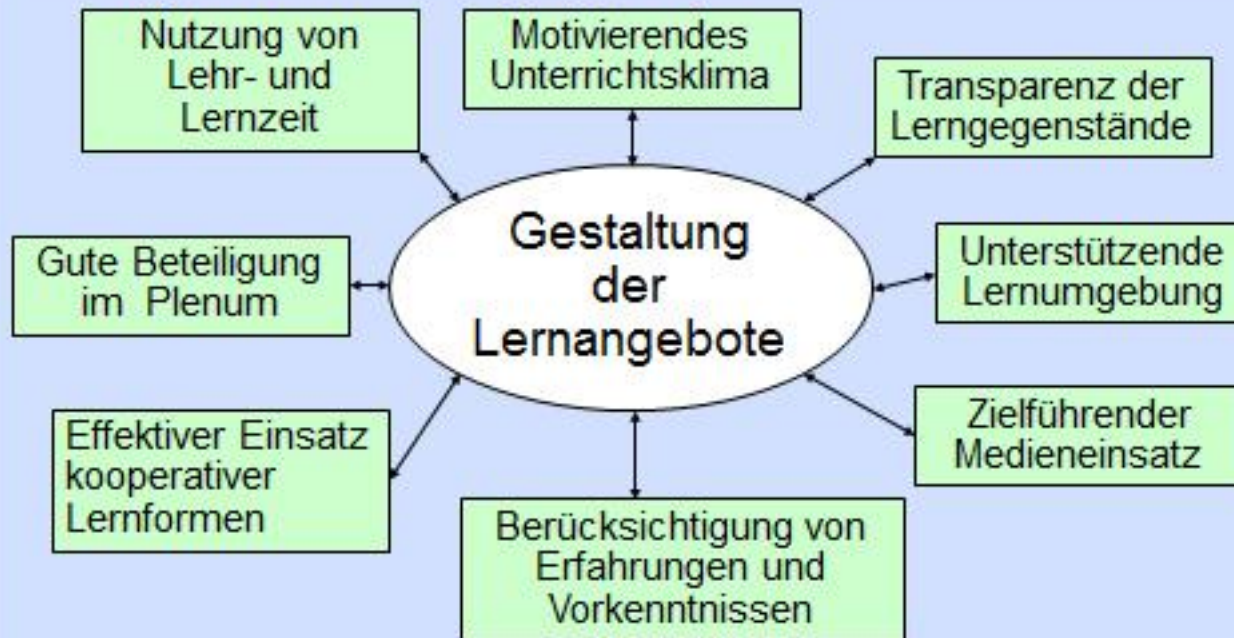 Nutzung von
Lehr- und
Lernzeit
Motivierendes
Unterrichtsklima
Transparenz der
Lerngegenstände
Gute Beteiligung
im Plenum
Gestaltung
der
Lernangebote
Unterstützende
Lernumgebung
Effektiver Einsatz
kooperativer
Lernformen
Zielführender
Medieneinsatz
Berücksichtigung von
Erfahrungen und
Vorkenntnissen